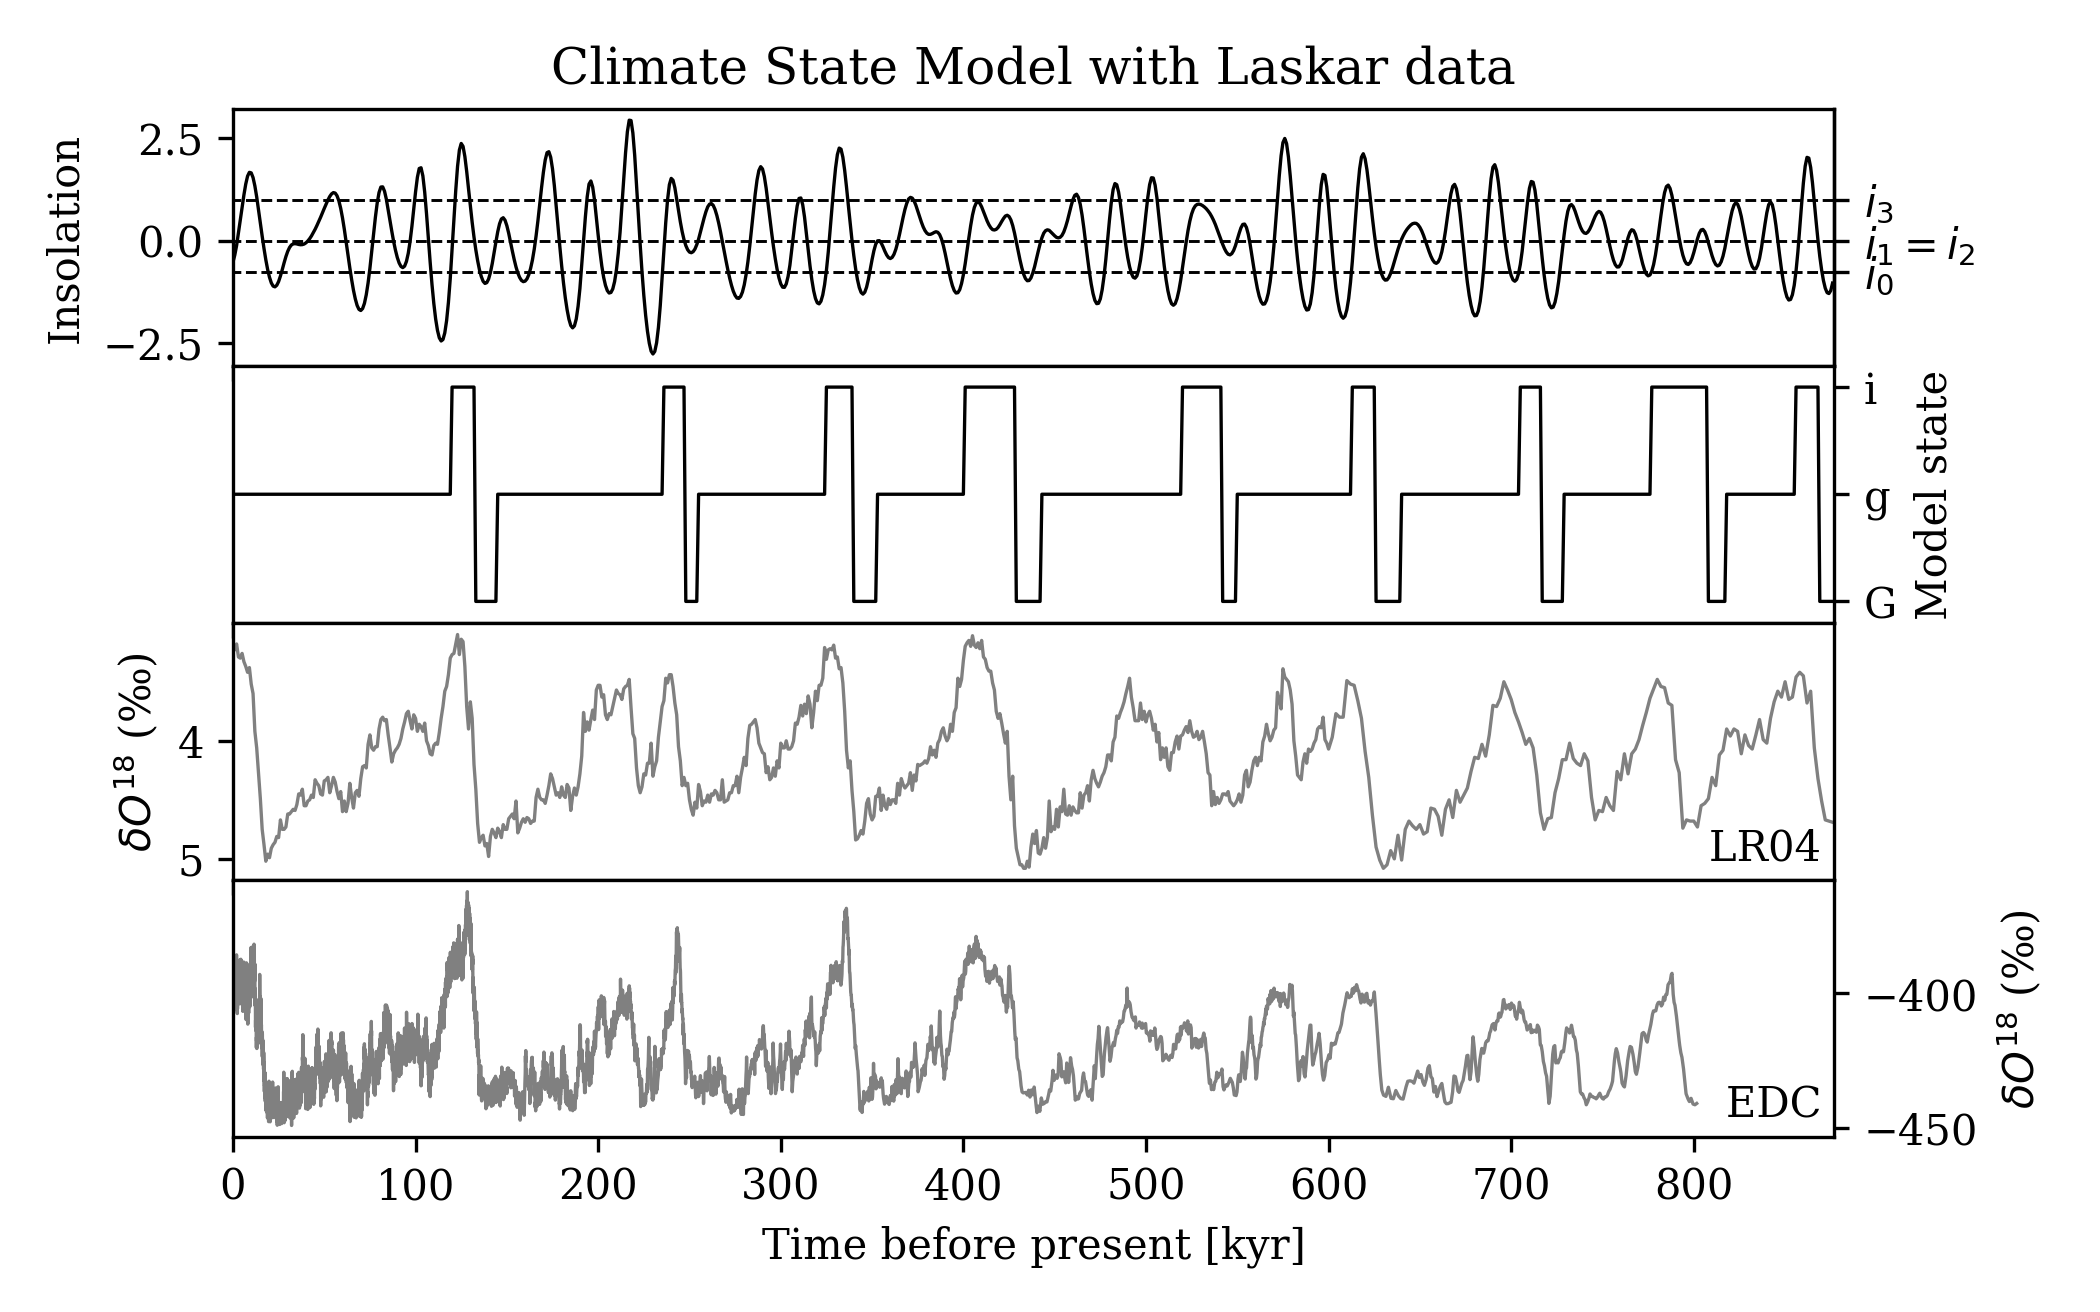 Climate State Model with Laskar data
Insolation
2.5
0.0
−2.5
i3
i1 = i2
i0
i
g
G
Model state
δO18 (‰)
4
5
LR04
EDC
−400
−450
δO18 (‰)
0 100 200 300 400 500 600 700 800
Time before present [kyr]